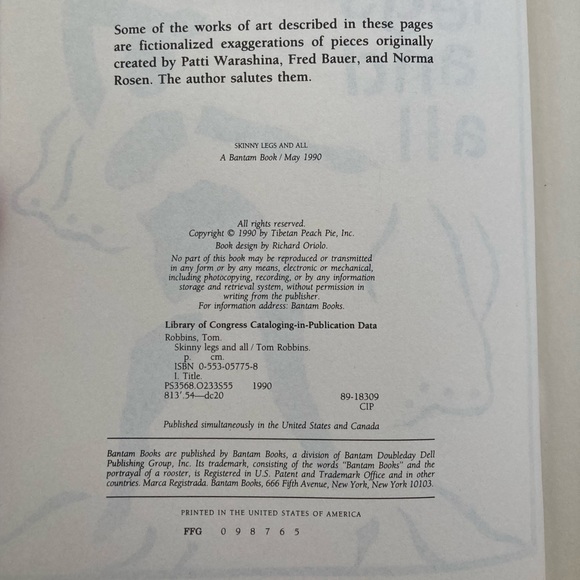 Some of the works of art described in these pages
are fictionalized exaggerations of pieces originally
created by Patti Warashina, Fred Bauer, and Norma
Rosen. The author salutes them.
SKINNY LEGS AND ALL
A Bantam Book / May 1990
All rights reserved.
Copyright © 1990 by Tibetan Peach Pie, Inc.
Book design by Richard Oriolo.
No part of this book may be reproduced or transmitted
in any form or by any means, electronic or mechanical,
including photocopying, recording, or by any information
storage and retrieval system, without permission in
writing from the publisher.
For information address: Bantam Books.
Library of Congress Cataloging-in-Publication Data
Robbins, Tom.
Skinny legs and all / Tom Robbins.
p. cm.
ISBN 0-553-05775-8
I. Title.
PS3568.O233S55 1990
813'.54—dc20 89-18309
CIP
Published simultaneously in the United States and Canada
Bantam Books are published by Bantam Books, a division of Bantam Doubleday Dell
Publishing Group, Inc. Its trademark, consisting of the words "Bantam Books" and the
portrayal of a rooster, is Registered in U.S. Patent and Trademark Office and in other
countries. Marca Registrada. Bantam Books, 666 Fifth Avenue, New York, New York 10103.
PRINTED IN THE UNITED STATES OF AMERICA
FFG 0 9 8 7 6 5